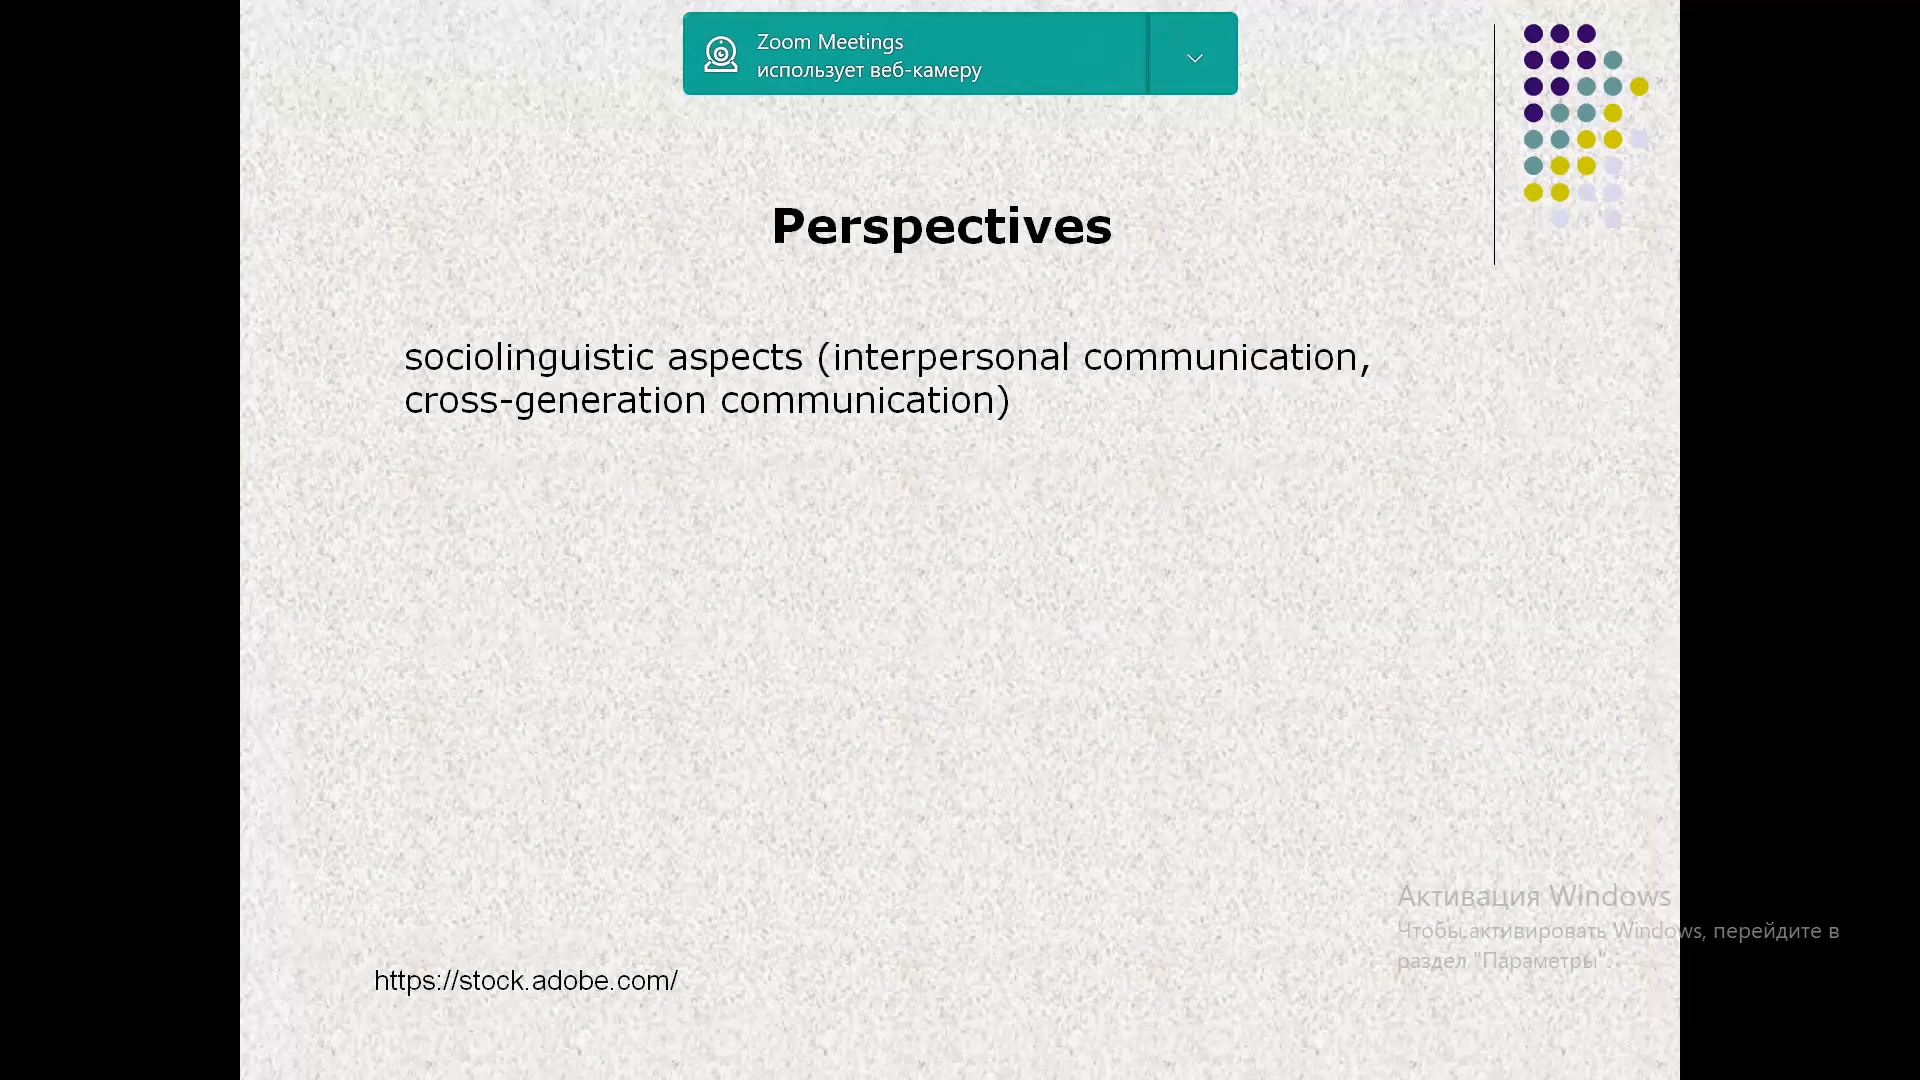 Zoom Meetings
использует веб-камеру
Perspectives
sociolinguistic aspects (interpersonal communication,
cross-generation communication)
Активация Windows
Чтобы активировать Windows, перейдите в
раздел "Параметры".
https://stock.adobe.com/